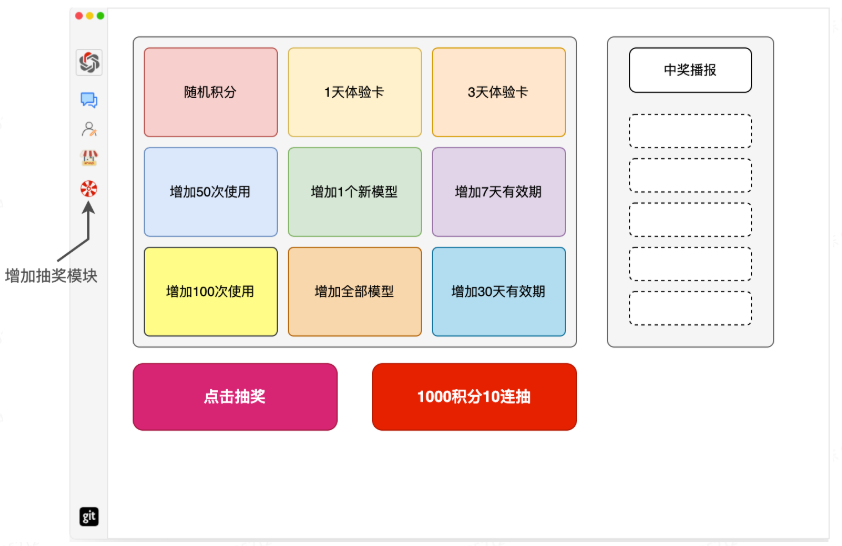 随机积分
1天体验卡
3天体验卡
增加50次使用
增加1个新模型
增加7天有效期
增加100次使用
增加全部模型
增加30天有效期
中奖播报
增加抽奖模块
点击抽奖
1000积分10连抽
git